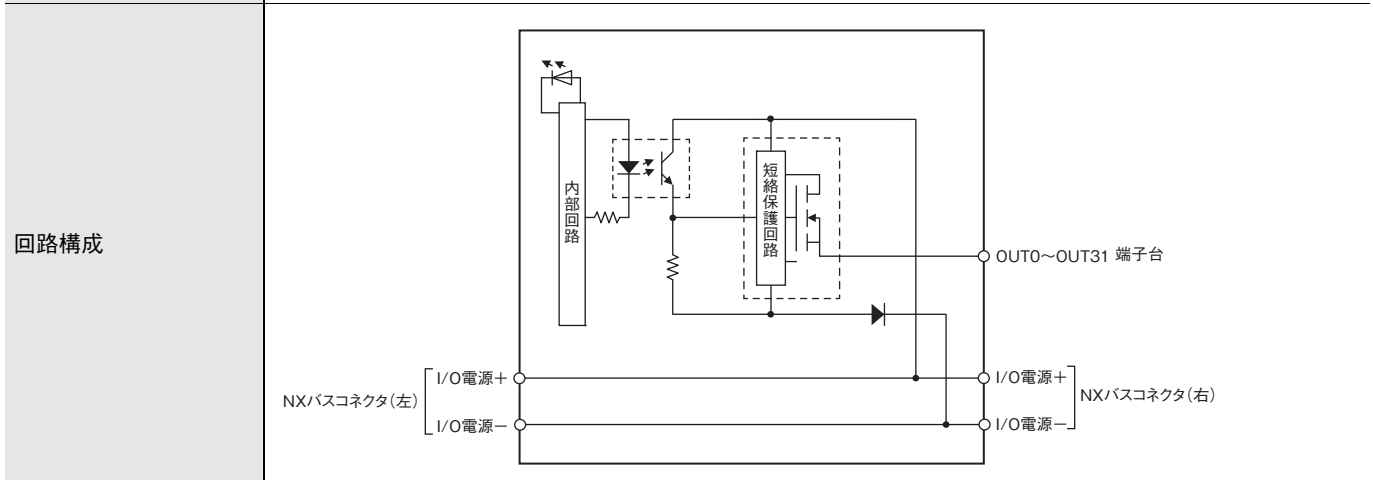 回路構成
内部回路
短絡保護回路
OUT0～OUT31 端子台
NXバスコネクタ（左）
I/O電源＋
I/O電源－
I/O電源＋
I/O電源－
NXバスコネクタ（右）